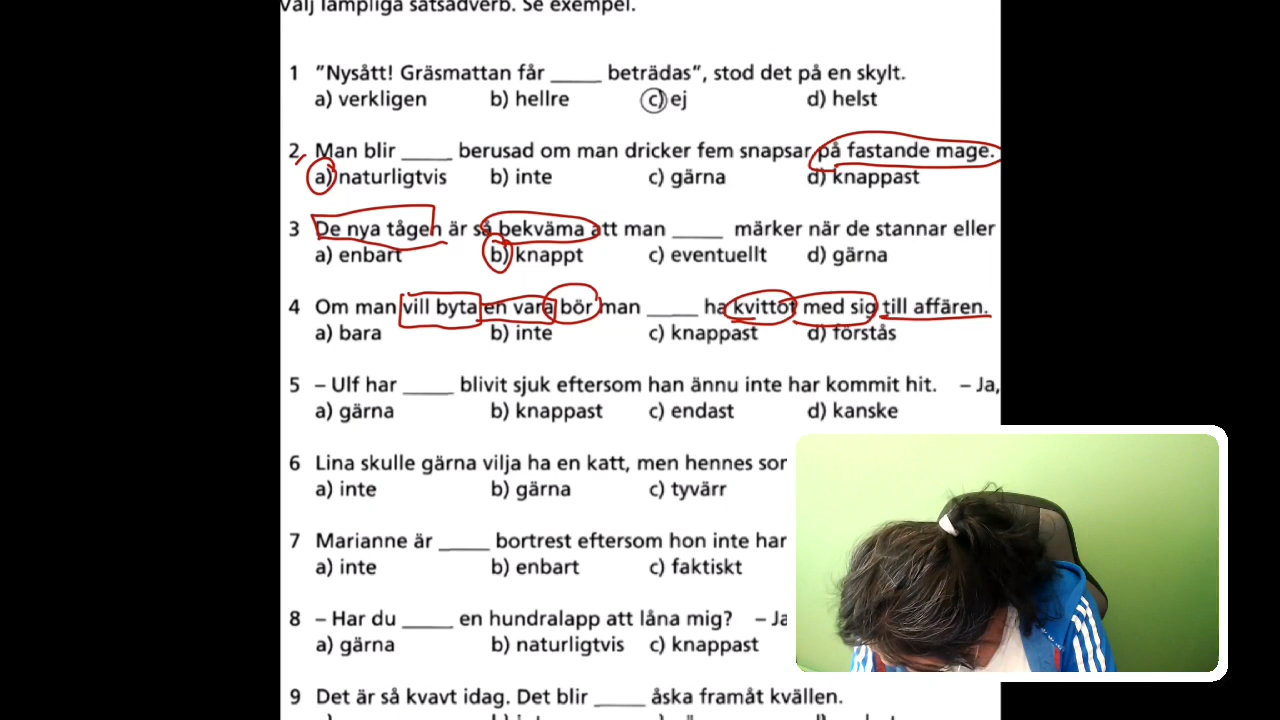 Välj lämpliga satsadverb. Se exempel.
1 "Nysått! Gräsmattan får _____ beträdas", stod det på en skylt.
a) verkligen b) hellre c) ej d) helst
2 Man blir _____ berusad om man dricker fem snapsar på fastande mage.
a) naturligtvis b) inte c) gärna d) knappast
3 De nya tågen är så bekväma att man _____ märker när de stannar eller
a) enbart b) knappt c) eventuellt d) gärna
4 Om man vill byta en vara bör man _____ ha kvittot med sig till affären.
a) bara b) inte c) knappast d) förstås
5 – Ulf har _____ blivit sjuk eftersom han ännu inte har kommit hit. – Ja,
a) gärna b) knappast c) endast d) kanske
6 Lina skulle gärna vilja ha en katt, men hennes
a) inte b) gärna c) tyvärr
7 Marianne är _____ bortrest eftersom hon inte har
a) inte b) enbart c) faktiskt
8 – Har du _____ en hundralapp att låna mig?
a) gärna b) naturligtvis c) knappast
9 Det är så kvavt idag. Det blir _____ åska framåt kvällen.